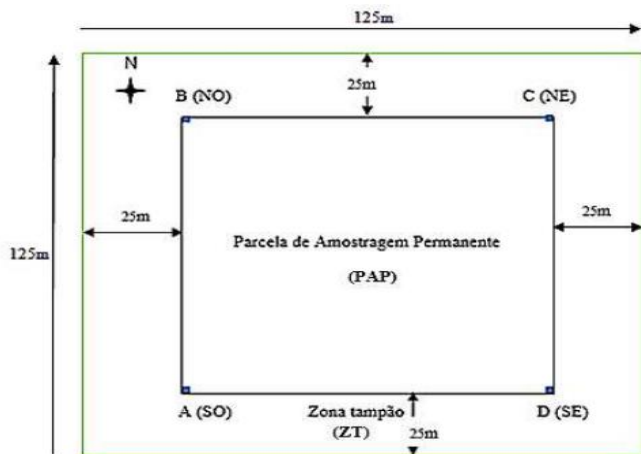 125m
N
B (NO)
25m
C (NE)
25m
25m
125m
Parcela de Amostragem Permanente
(PAP)
A (SO)
Zona tampão
(ZT)
D (SE)
25m